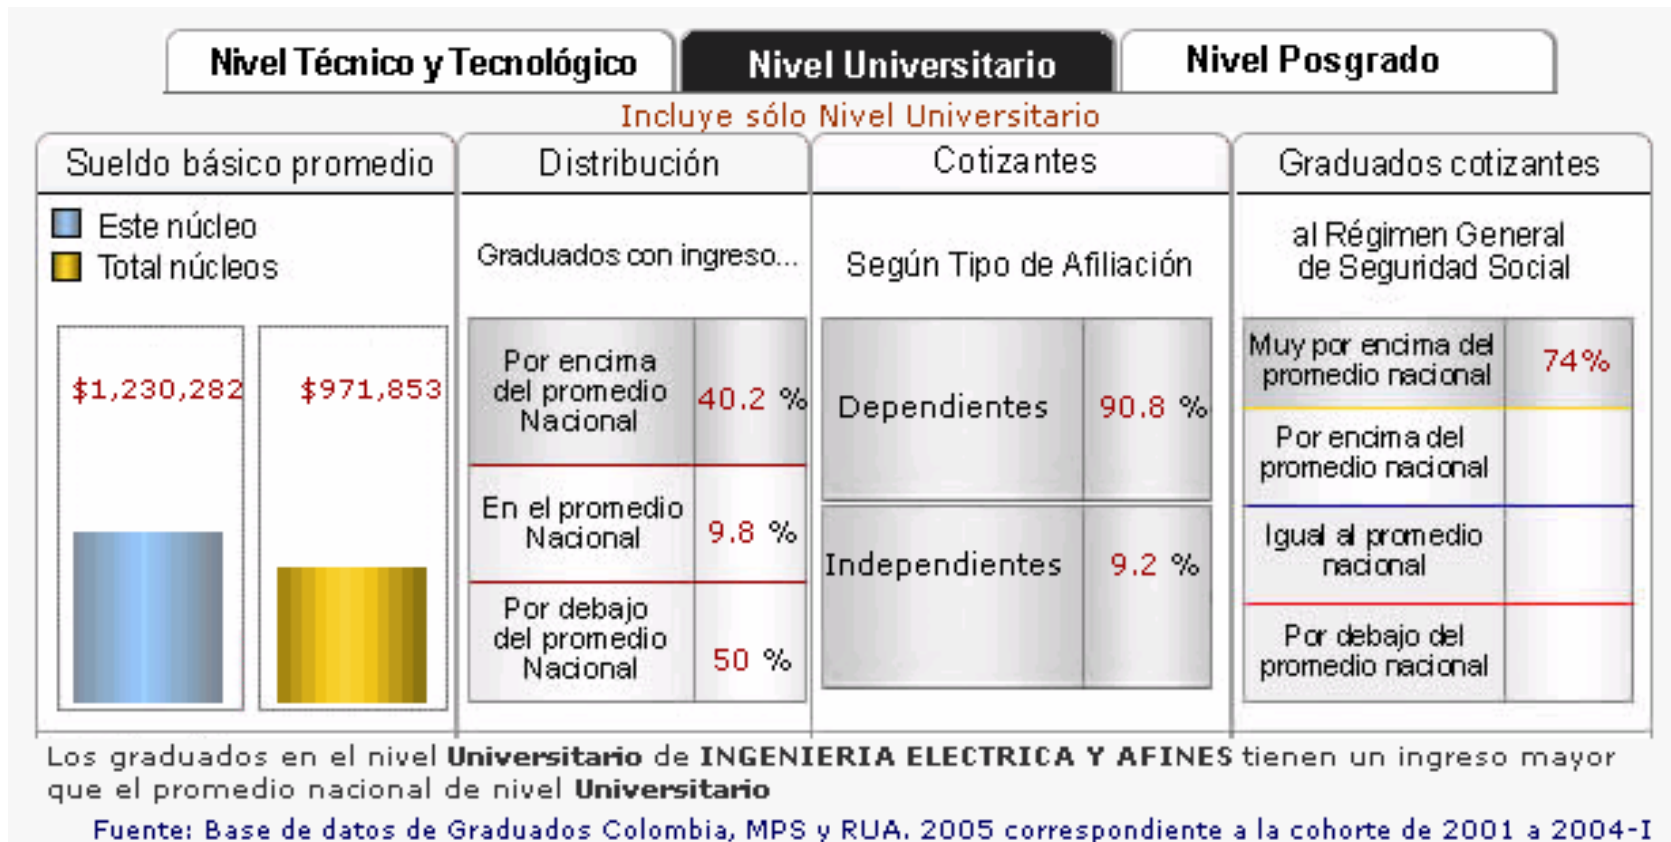 Nivel Técnico y Tecnológico
Nivel Universitario
Nivel Posgrado
Incluye sólo Nivel Universitario
Sueldo básico promedio
Este núcleo
Total núcleos
$1,230,282
$971,853
Distribución
Graduados con ingreso...
Por encima
del promedio
Nacional
40.2 %
En el promedio
Nacional
9.8 %
Por debajo
del promedio
Nacional
50 %
Cotizantes
Según Tipo de Afiliación
Dependientes
90.8 %
Independientes
9.2 %
Graduados cotizantes
al Régimen General
de Seguridad Social
Muy por encima del
promedio nacional
74%
Por encima del
promedio nacional
Igual al promedio
nacional
Por debajo del
promedio nacional
Los graduados en el nivel Universitario de INGENIERIA ELECTRICA Y AFINES tienen un ingreso mayor
que el promedio nacional de nivel Universitario
Fuente: Base de datos de Graduados Colombia, MPS y RUA. 2005 correspondiente a la cohorte de 2001 a 2004-I